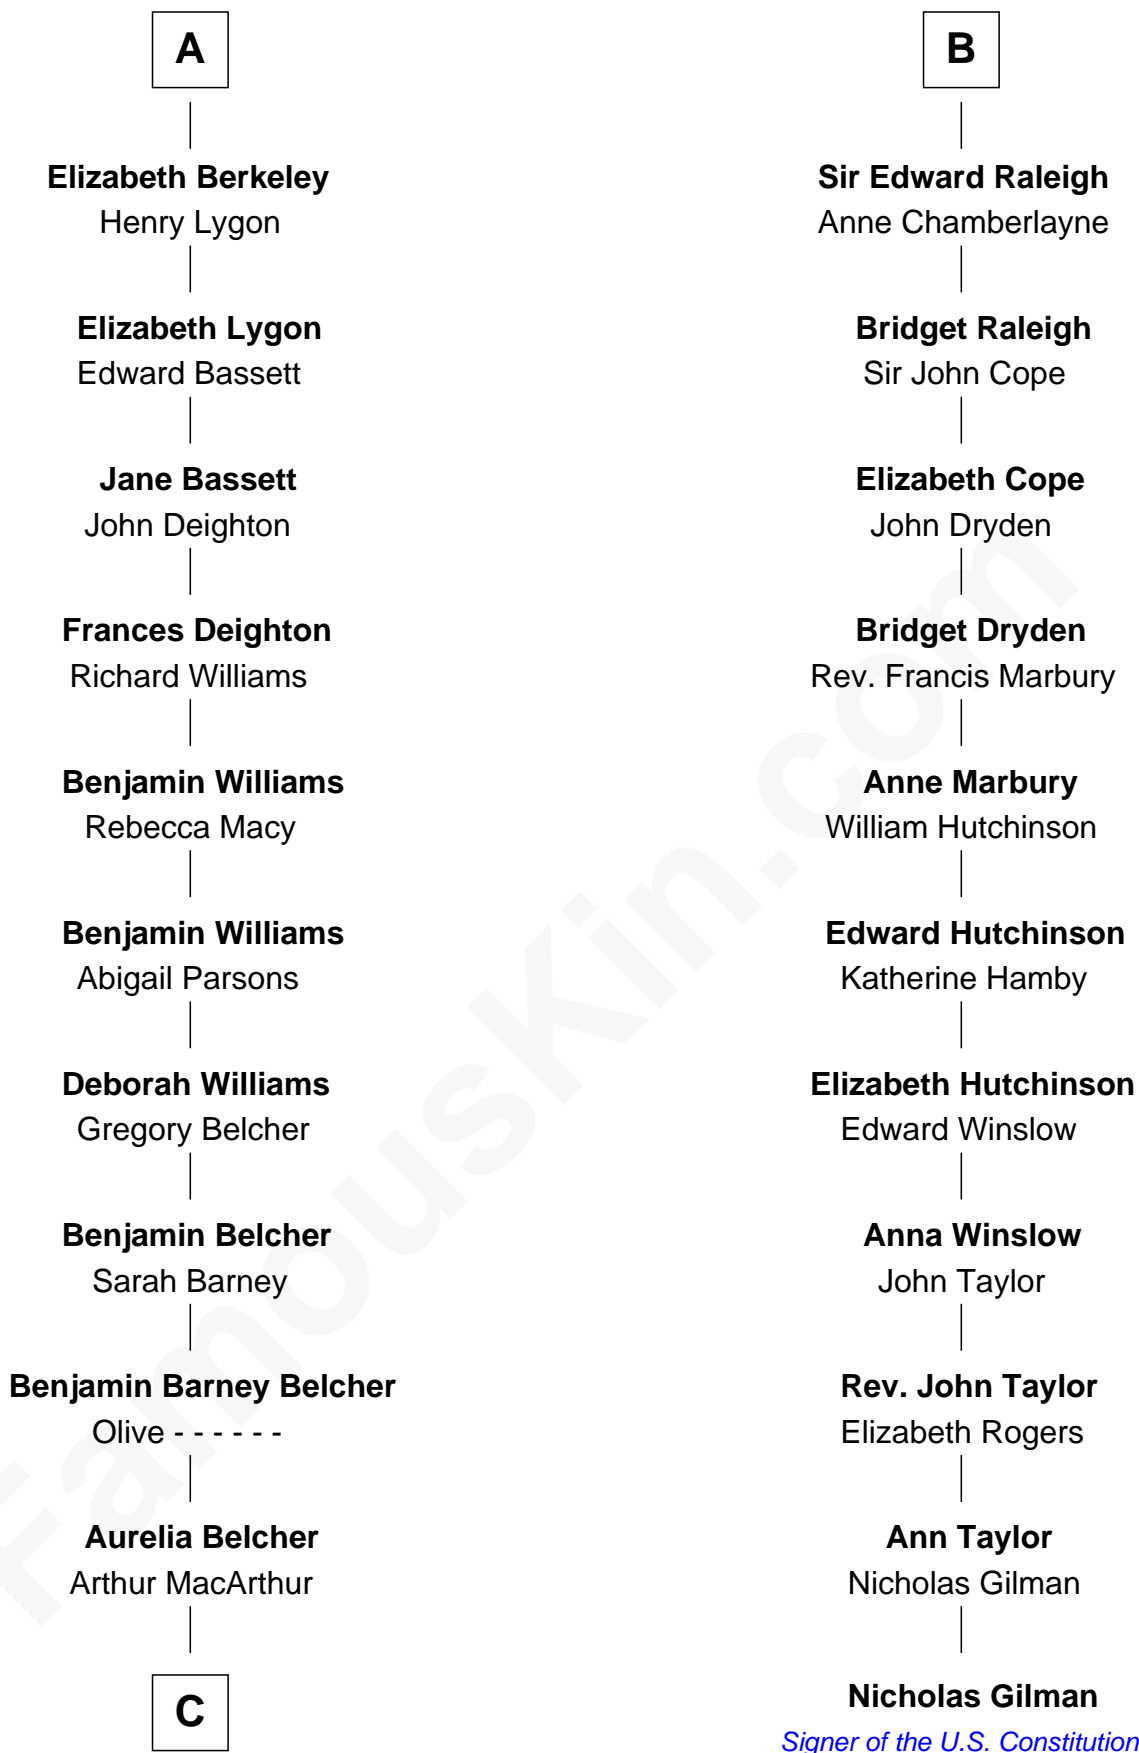 A
Elizabeth Berkeley
Henry Lygon
Elizabeth Lygon
Edward Bassett
Jane Bassett
John Deighton
Frances Deighton
Richard Williams
Benjamin Williams
Rebecca Macy
Benjamin Williams
Abigail Parsons
Deborah Williams
Gregory Belcher
Benjamin Belcher
Sarah Barney
Benjamin Barney Belcher
Olive - - - - - -
Aurelia Belcher
Arthur MacArthur
C
B
Sir Edward Raleigh
Anne Chamberlayne
Bridget Raleigh
Sir John Cope
Elizabeth Cope
John Dryden
Bridget Dryden
Rev. Francis Marbury
Anne Marbury
William Hutchinson
Edward Hutchinson
Katherine Hamby
Elizabeth Hutchinson
Edward Winslow
Anna Winslow
John Taylor
Rev. John Taylor
Elizabeth Rogers
Ann Taylor
Nicholas Gilman
Nicholas Gilman
Signer of the U.S. Constitution
FamousKin.com